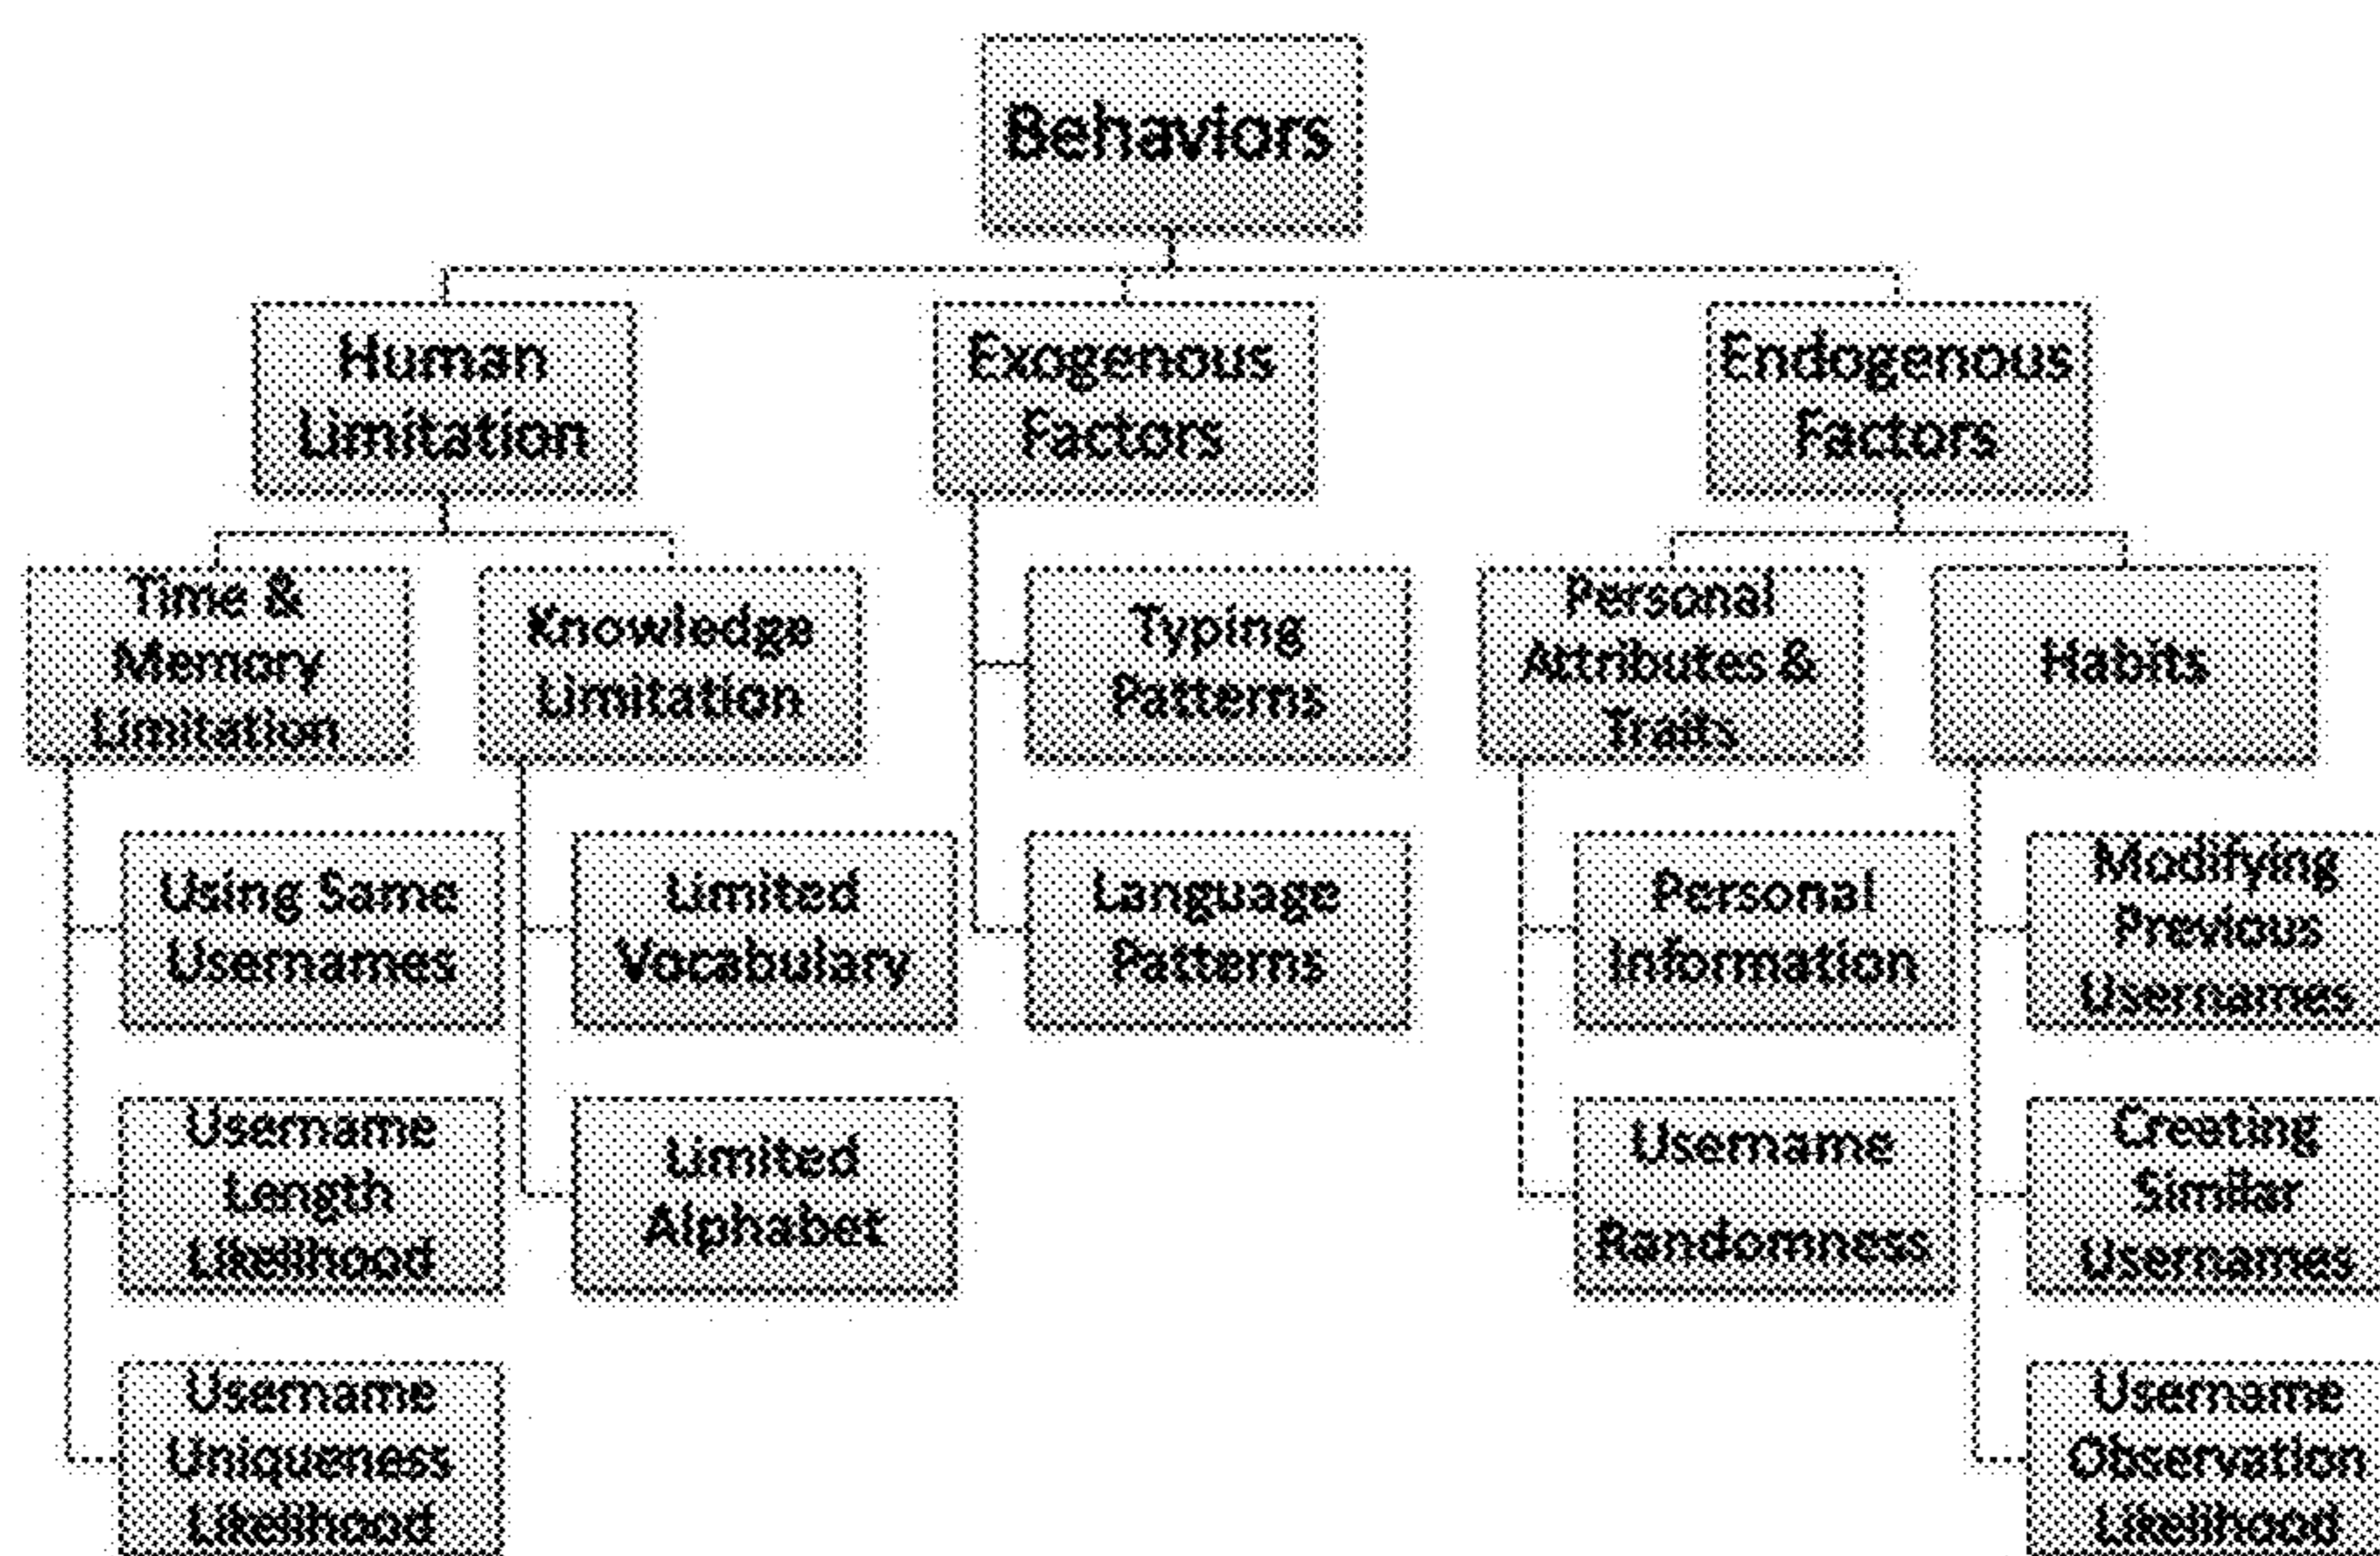 Behaviors
Human
Limitation
Exogenous
Factors
Endogenous
Factors
Time &
Memory
Limitation
Knowledge
Limitation
Typing
Patterns
Personal
Attributes &
Traits
Habits
Using Same
Usernames
Limited
Vocabulary
Language
Patterns
Personal
Information
Modifying
Previous
Usernames
Username
Length
Likelihood
Limited
Alphabet
Username
Randomness
Creating
Similar
Usernames
Username
Uniqueness
Likelihood
Username
Observation
Likelihood